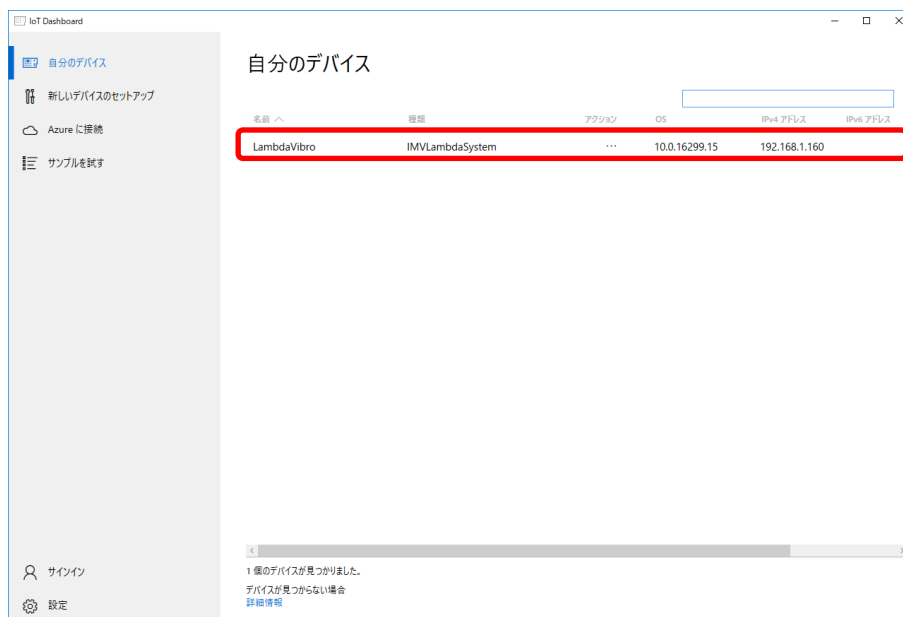 IoT Dashboard
自分のデバイス
新しいデバイスのセットアップ
Azure に接続
サンプルを試す
サインイン
設定
自分のデバイス
名前 種類 アクション OS IPv4 アドレス IPv6 アドレス
LambdaVibro IMVLambdaSystem ... 10.0.16299.15 192.168.1.160
1 個のデバイスが見つかりました。
デバイスが見つからない場合
詳細情報